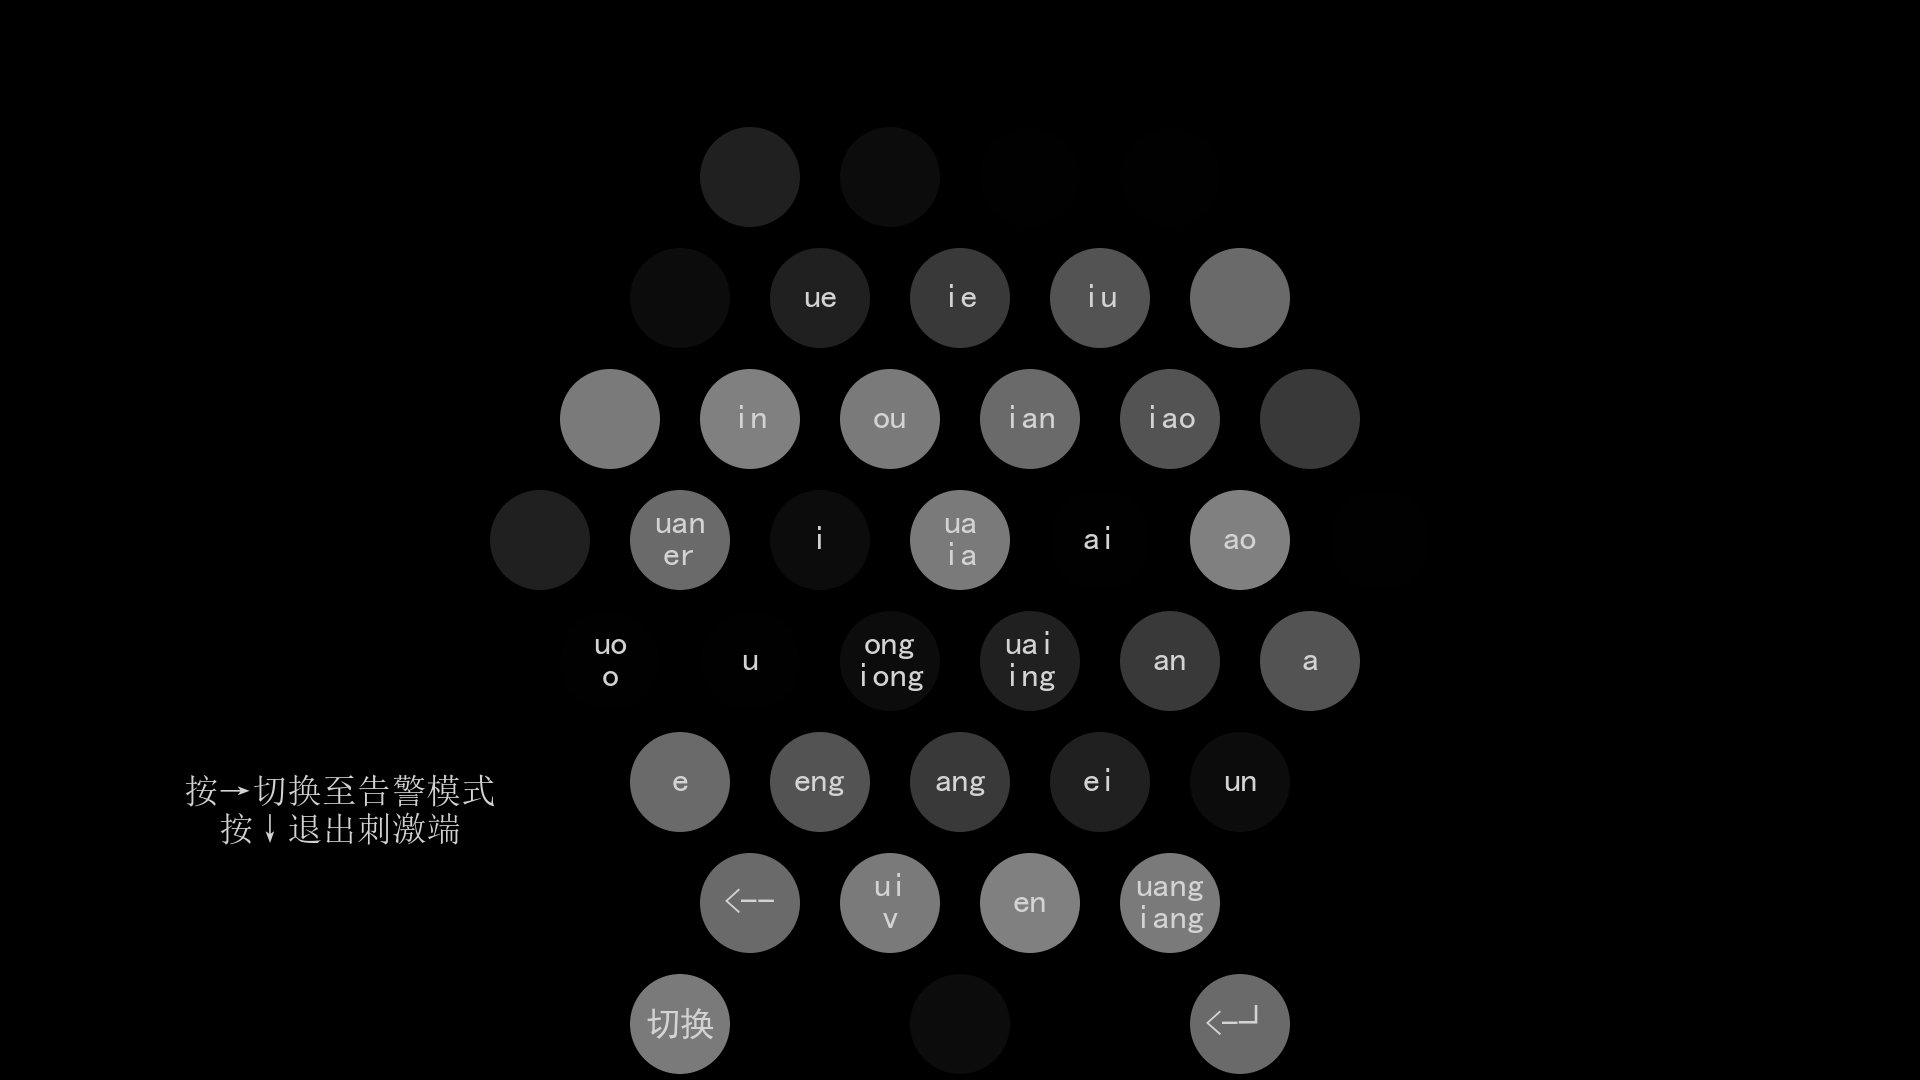 ue ie iu
in ou ian iao
uan
er
i
ua
ia
ai
ao
uo
o
u
ong
iong
uai
ing
an
a
e eng ang ei un
按→切换至告警模式
按↓退出刺激端
<--
ui
v
en
uang
iang
切换
<-┘